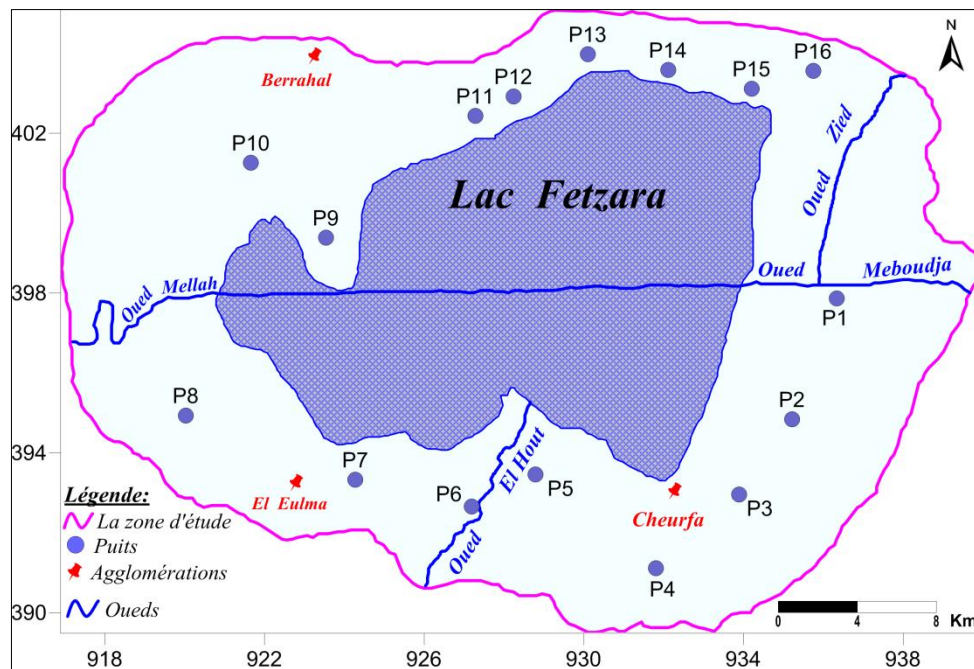 N
P13
P14
P16
P15
Berrahal
P12
P11
402
P10
Zied
Oued
Lac Fetzara
P9
Oued Mellah
Oued Meboudja
398
P1
P8
P2
394
P7
El Hout
P5
P6
Oued
P3
El Eulma
Cheurfa
P4
Légende:
La zone d'étude
Puits
Agglomérations
Oueds
390
0 4 8 Km
918 922 926 930 934 938